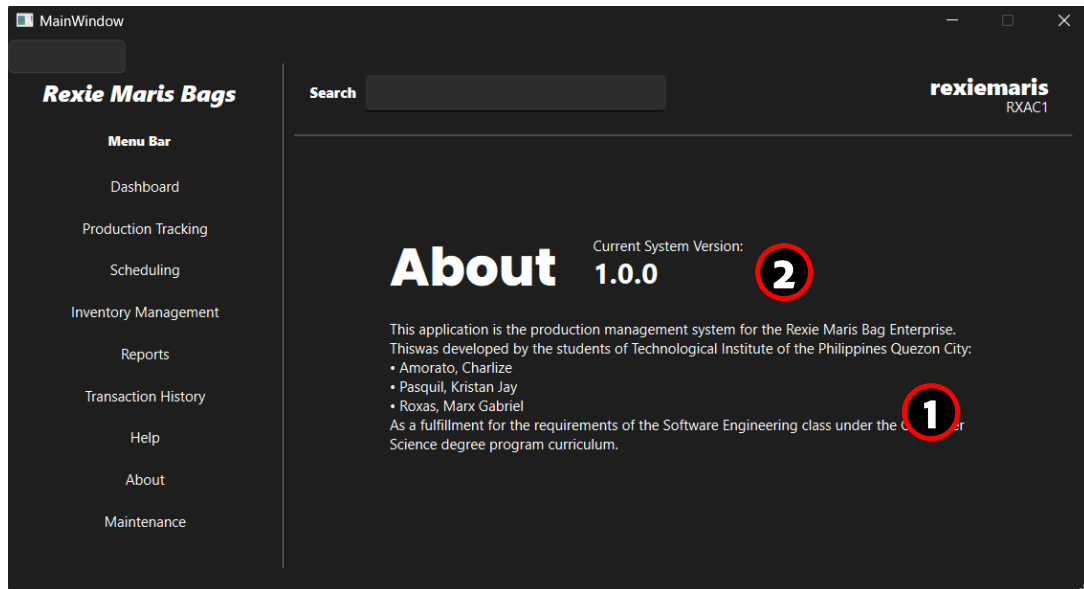 MainWindow
Rexie Maris Bags
Menu Bar
Dashboard
Production Tracking
Scheduling
Inventory Management
Reports
Transaction History
Help
About
Maintenance
Search
rexiemaris
RXAC1
About
Current System Version:
1.0.0
2
This application is the production management system for the Rexie Maris Bag Enterprise.
Thiswas developed by the students of Technological Institute of the Philippines Quezon City:
• Amorato, Charlize
• Pasquil, Kristan Jay
• Roxas, Marx Gabriel
1
As a fulfillment for the requirements of the Software Engineering class under the
Science degree program curriculum.